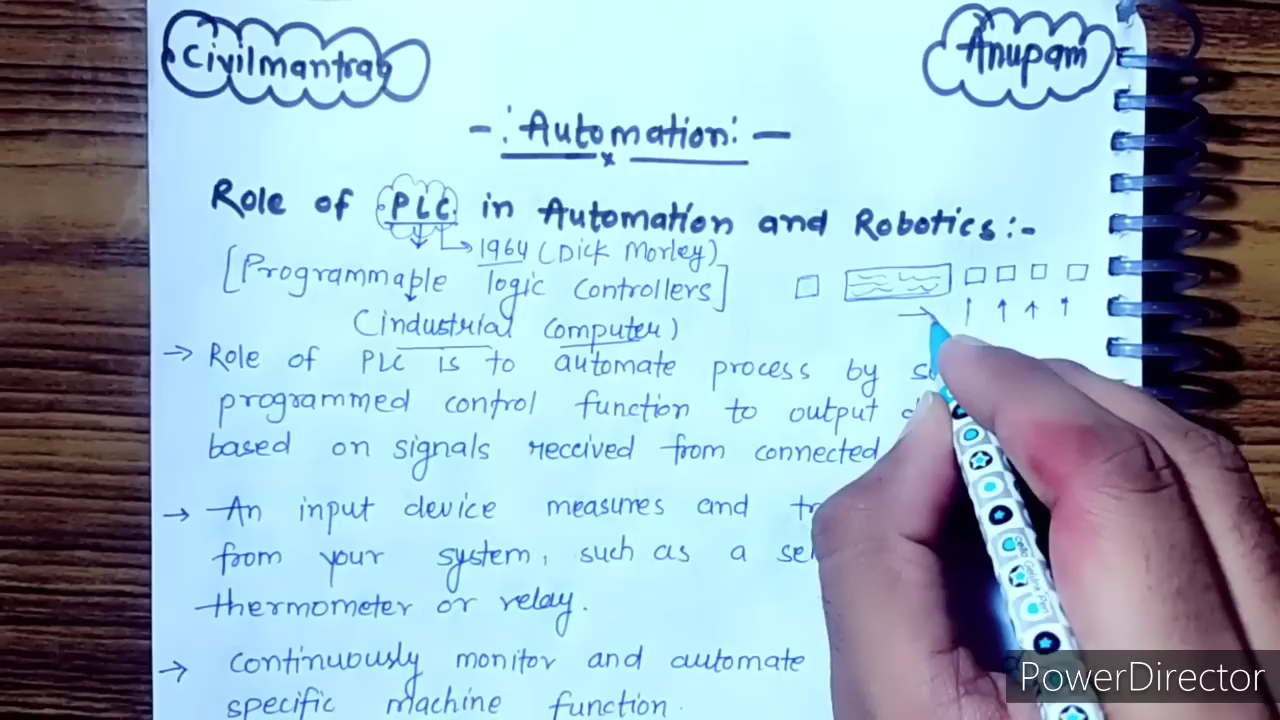 Civilmantraa
Anupam
-: Automation: -
Role of PLC in Automation and Robotics:-
1964 (Dick Morley)
[Programmable logic controllers]
(industrial computer)
→ Role of PLC is to automate process by
programmed control function to output
based on signals received from connected
→ An input device measures and
from your system, such as a
thermometer or relay.
→ continuously monitor and automate
specific machine function.
cello
PowerDirector